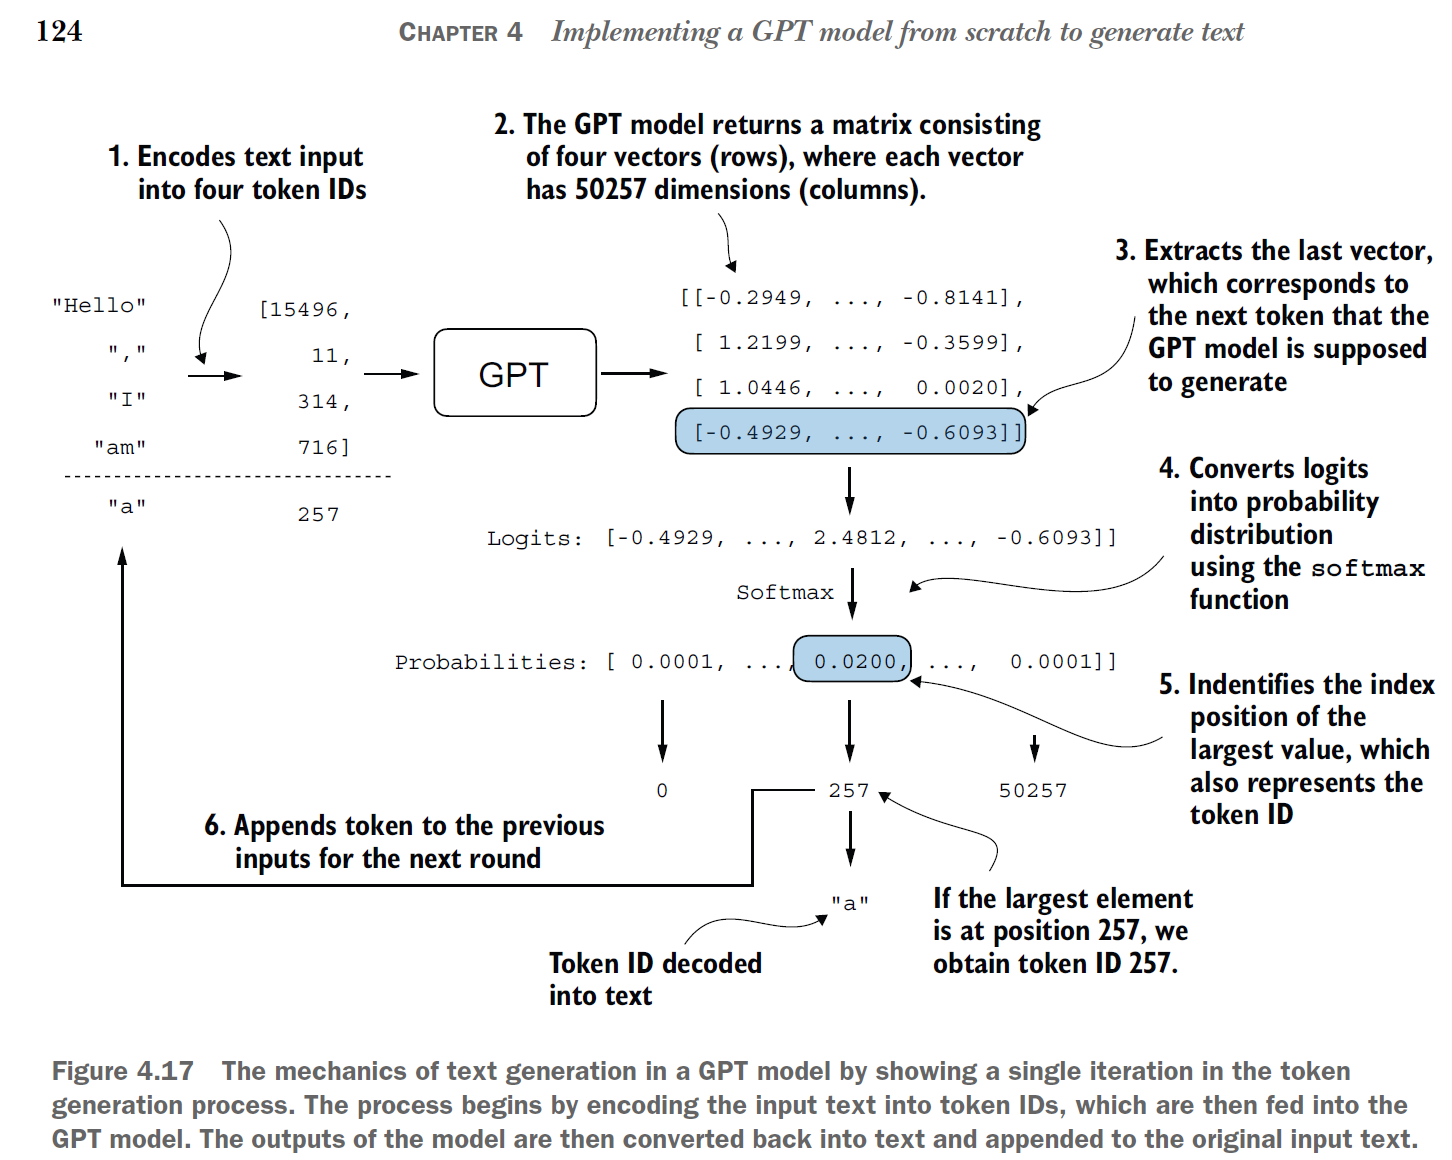 124
CHAPTER 4 Implementing a GPT model from scratch to generate text
1. Encodes text input
into four token IDs
2. The GPT model returns a matrix consisting
of four vectors (rows), where each vector
has 50257 dimensions (columns).
3. Extracts the last vector,
which corresponds to
the next token that the
GPT model is supposed
to generate
"Hello" [15496,
"," 11,
"I" 314,
"am" 716]
"a" 257
GPT
[[-0.2949, ..., -0.8141],
[ 1.2199, ..., -0.3599],
[ 1.0446, ..., 0.0020],
[-0.4929, ..., -0.6093]]
4. Converts logits
into probability
distribution
using the softmax
function
Logits: [-0.4929, ..., 2.4812, ..., -0.6093]]
Softmax
Probabilities: [ 0.0001, ..., 0.0200, ..., 0.0001]]
5. Indentifies the index
position of the
largest value, which
also represents the
token ID
0 257 50257
6. Appends token to the previous
inputs for the next round
"a"
If the largest element
is at position 257, we
obtain token ID 257.
Token ID decoded
into text
Figure 4.17 The mechanics of text generation in a GPT model by showing a single iteration in the token
generation process. The process begins by encoding the input text into token IDs, which are then fed into the
GPT model. The outputs of the model are then converted back into text and appended to the original input text.